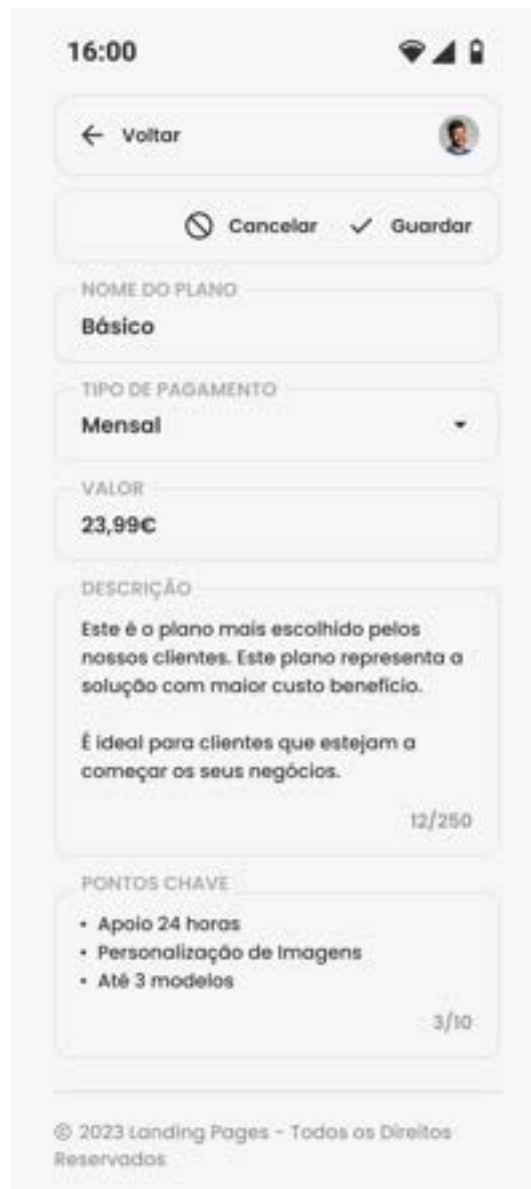 16:00
← Voltar
Cancelar ✓ Guardar
NOME DO PLANO
Básico
TIPO DE PAGAMENTO
Mensal
VALOR
23,99€
DESCRIÇÃO
Este é o plano mais escolhido pelos
nossos clientes. Este plano representa a
solução com maior custo benefício.
É ideal para clientes que estejam a
começar os seus negócios.
12/250
PONTOS CHAVE
• Apoio 24 horas
• Personalização de Imagens
• Até 3 modelos
3/10
© 2023 Landing Pages - Todos os Direitos
Reservados